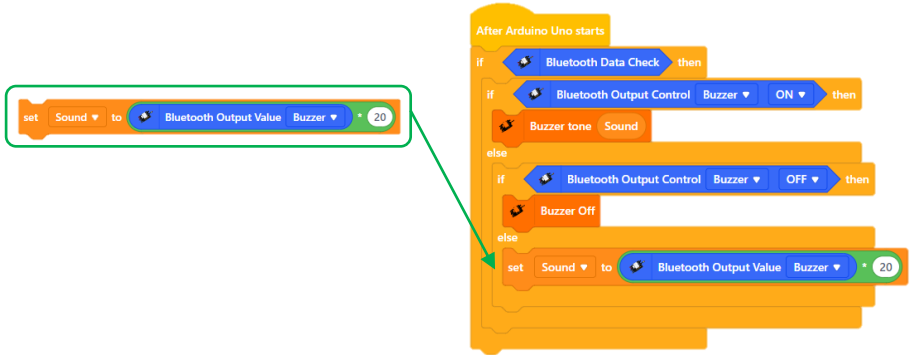 After Arduino Uno starts
if Bluetooth Data Check then
if Bluetooth Output Control Buzzer ▼ ON ▼ then
set Sound ▼ to Bluetooth Output Value Buzzer ▼ * 20
Buzzer tone Sound
else
if Bluetooth Output Control Buzzer ▼ OFF ▼ then
Buzzer Off
else
set Sound ▼ to Bluetooth Output Value Buzzer ▼ * 20